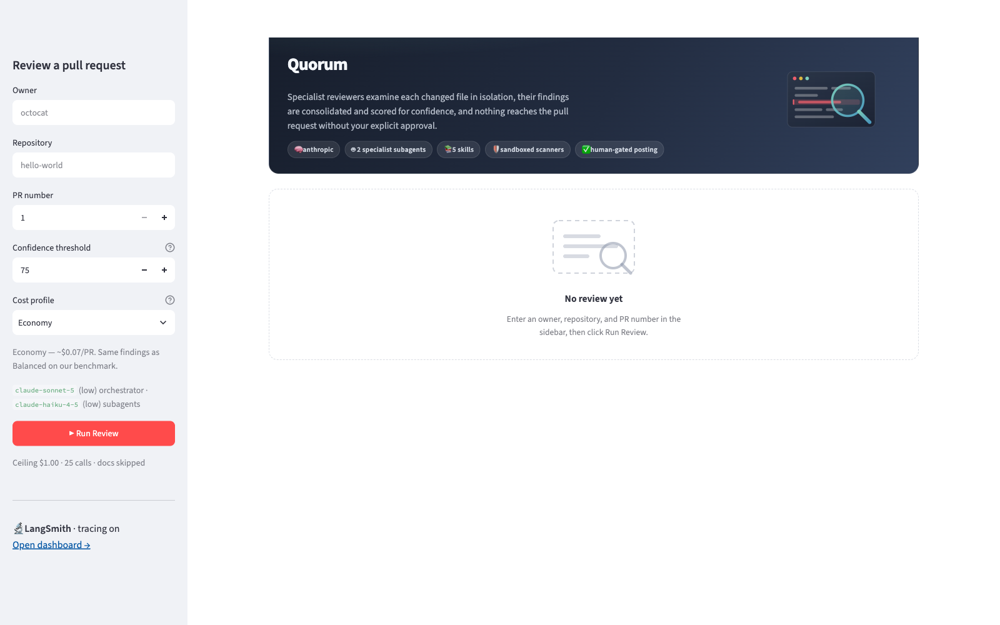 Review a pull request
Owner
octocat
Repository
hello-world
PR number
1
Confidence threshold
75
Cost profile
Economy
Economy — ~$0.07/PR. Same findings as
Balanced on our benchmark.
claude-sonnet-5 (low) orchestrator ·
claude-haiku-4-5 (low) subagents
▶ Run Review
Ceiling $1.00 · 25 calls · docs skipped
🔬LangSmith · tracing on
Open dashboard →
Quorum
Specialist reviewers examine each changed file in isolation, their findings
are consolidated and scored for confidence, and nothing reaches the pull
request without your explicit approval.
anthropic
2 specialist subagents
5 skills
sandboxed scanners
human-gated posting
No review yet
Enter an owner, repository, and PR number in the
sidebar, then click Run Review.